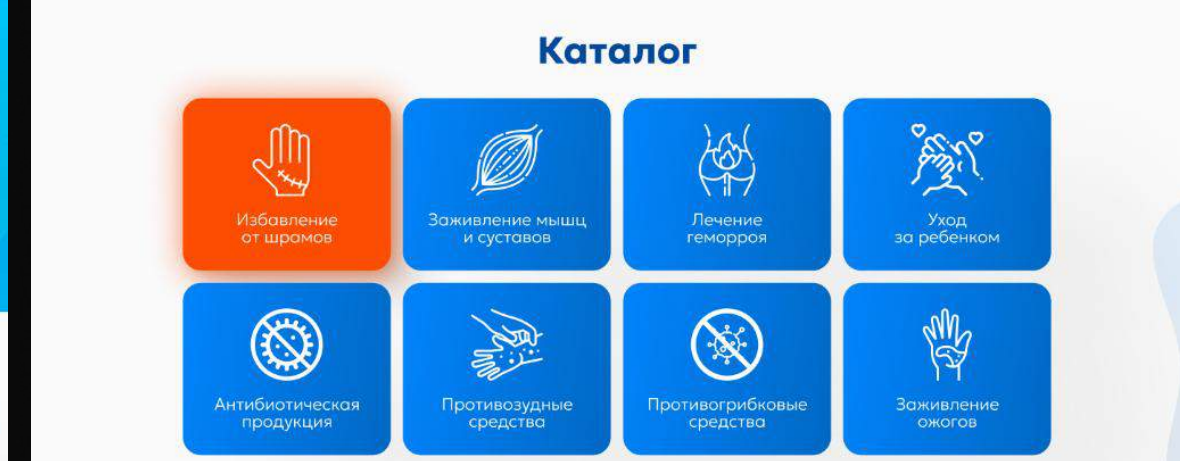 Каталог
Избавление
от шрамов
Заживление мышц
и суставов
Лечение
геморроя
Уход
за ребенком
Антибиотическая
продукция
Противозудные
средства
Противогрибковые
средства
Заживление
ожогов